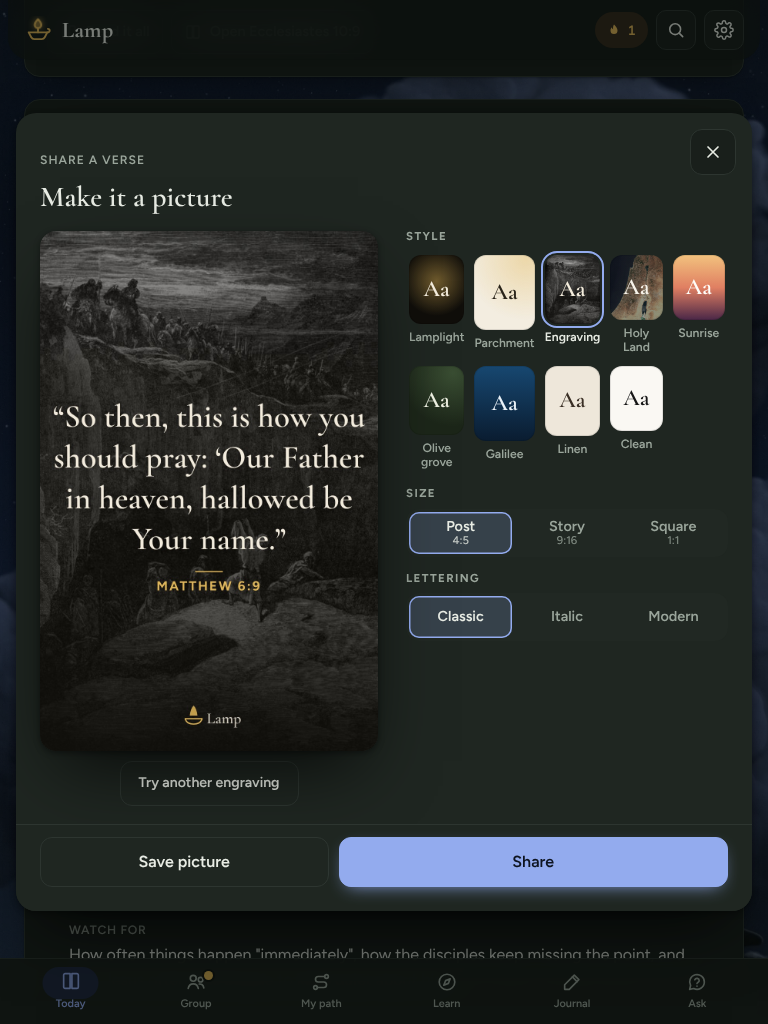 Lamp
1
SHARE A VERSE
Make it a picture
“So then, this is how you
should pray: ‘Our Father
in heaven, hallowed be
Your name.”
MATTHEW 6:9
Lamp
Try another engraving
STYLE
Aa
Aa
Aa
Aa
Aa
Lamplight
Parchment
Engraving
Holy
Land
Sunrise
Aa
Aa
Aa
Aa
Olive
grove
Galilee
Linen
Clean
SIZE
Post
4:5
Story
9:16
Square
1:1
LETTERING
Classic
Italic
Modern
Save picture
Share
WATCH FOR
How often things happen "immediately", how the disciples keep missing the point, and
Today
Group
My path
Learn
Journal
Ask